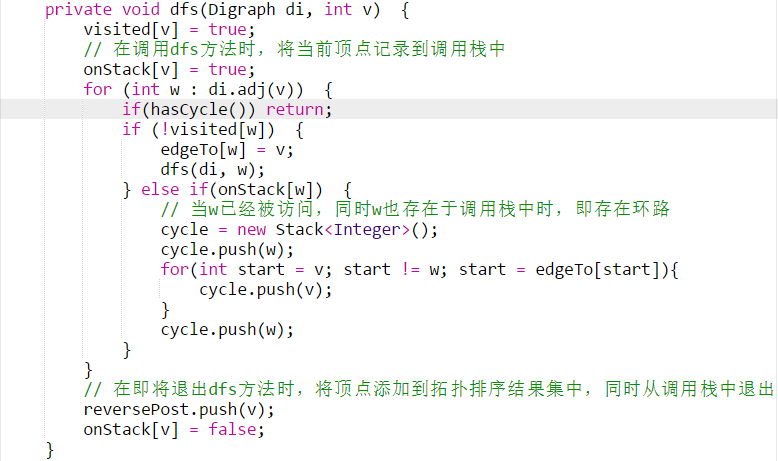 private void dfs(Digraph di, int v)  {
    visited[v] = true;
    // 在调用dfs方法时，将当前顶点记录到调用栈中
    onStack[v] = true;
    for (int w : di.adj(v))  {
        if(hasCycle()) return;
        if (!visited[w])  {
            edgeTo[w] = v;
            dfs(di, w);
        } else if(onStack[w])  {
            // 当w已经被访问，同时w也存在于调用栈中时，即存在环路
            cycle = new Stack<Integer>();
            cycle.push(w);
            for(int start = v; start != w; start = edgeTo[start]){
                cycle.push(v);
            }
            cycle.push(w);
        }
    }
    // 在即将退出dfs方法时，将顶点添加到拓扑排序结果集中，同时从调用栈中退出
    reversePost.push(v);
    onStack[v] = false;
}